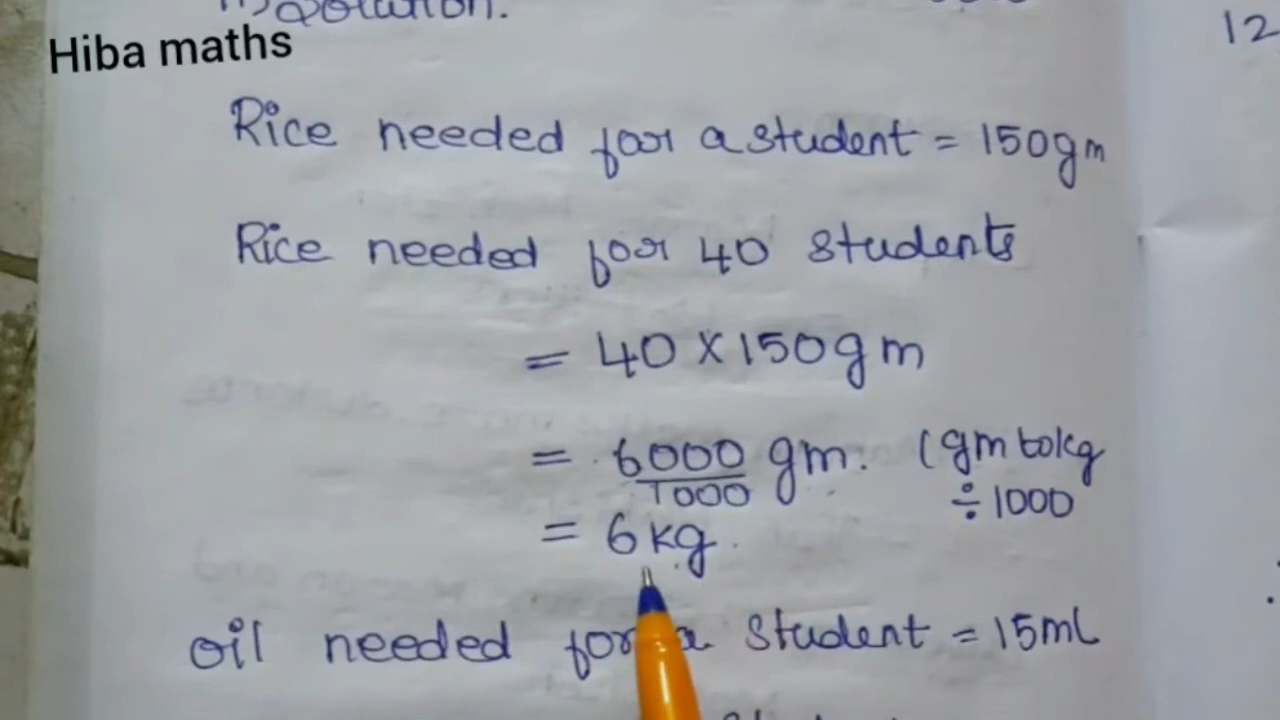 Solution.
Hiba maths
12
Rice needed for a student = 150gm
Rice needed for 40 students
= 40 × 150gm
= 6000 gm. (gm to kg
1000 ÷ 1000
= 6kg.
Oil needed for a student = 15ml